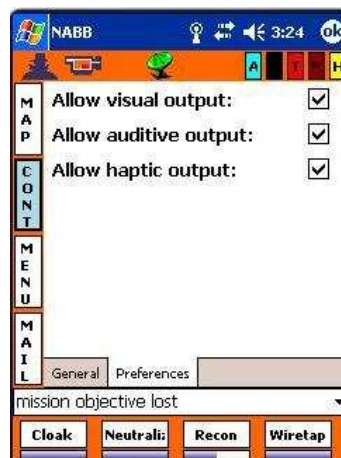 NABB 3:24 ok
A T H
MAP
Allow visual output:
Allow auditive output:
Allow haptic output:
CONT
MENU
MAIL
General Preferences
mission objective lost
Cloak Neutrali: Recon Wiretap